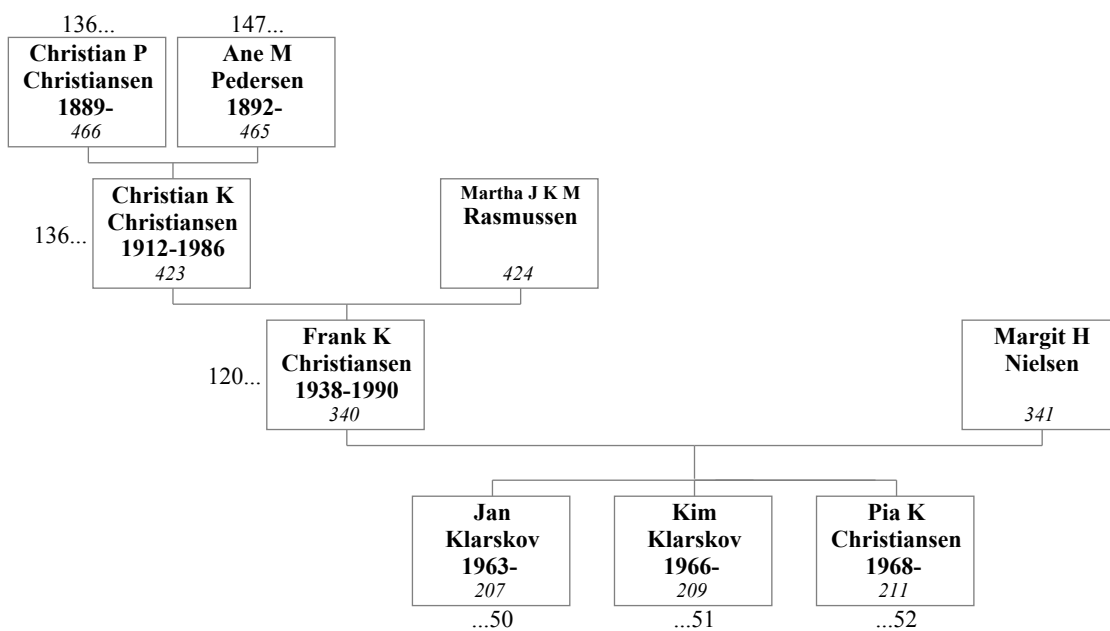 136...
147...
Christian P
Christiansen
1889-
466
Ane M
Pedersen
1892-
465
136...
Christian K
Christiansen
1912-1986
423
Martha J K M
Rasmussen
424
120...
Frank K
Christiansen
1938-1990
340
Margit H
Nielsen
341
Jan
Klarskov
1963-
207
...50
Kim
Klarskov
1966-
209
...51
Pia K
Christiansen
1968-
211
...52